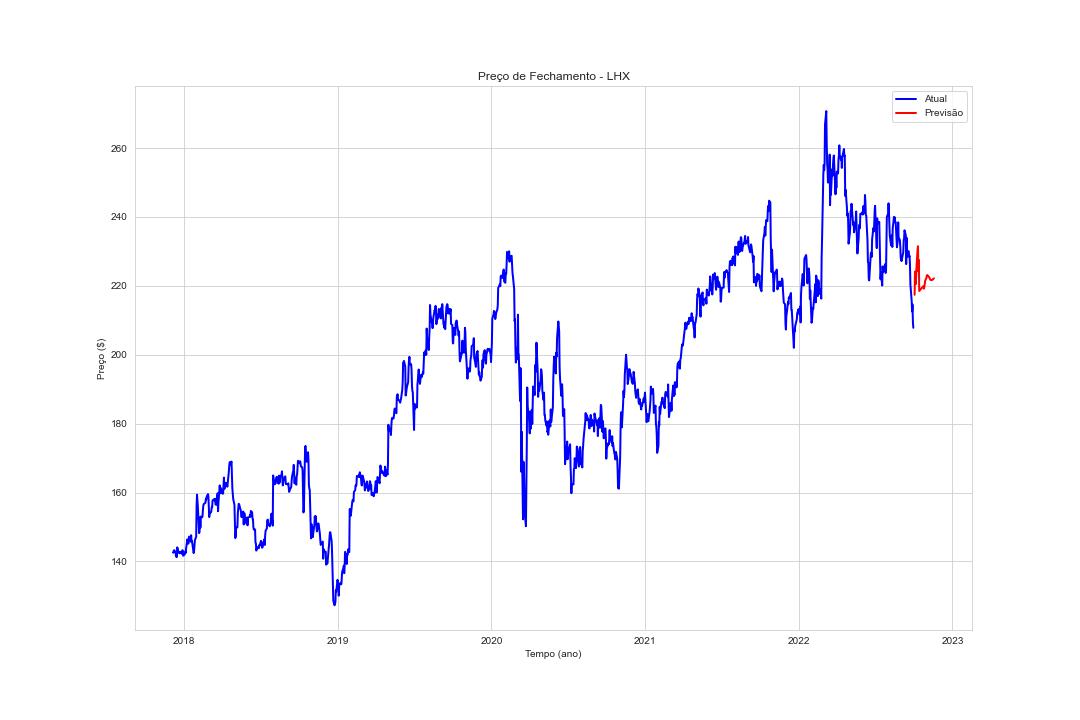 Preço de Fechamento - LHX
Atual
Previsão
260
240
220
200
180
160
140
Preço ($)
2018
2019
2020
2021
2022
2023
Tempo (ano)